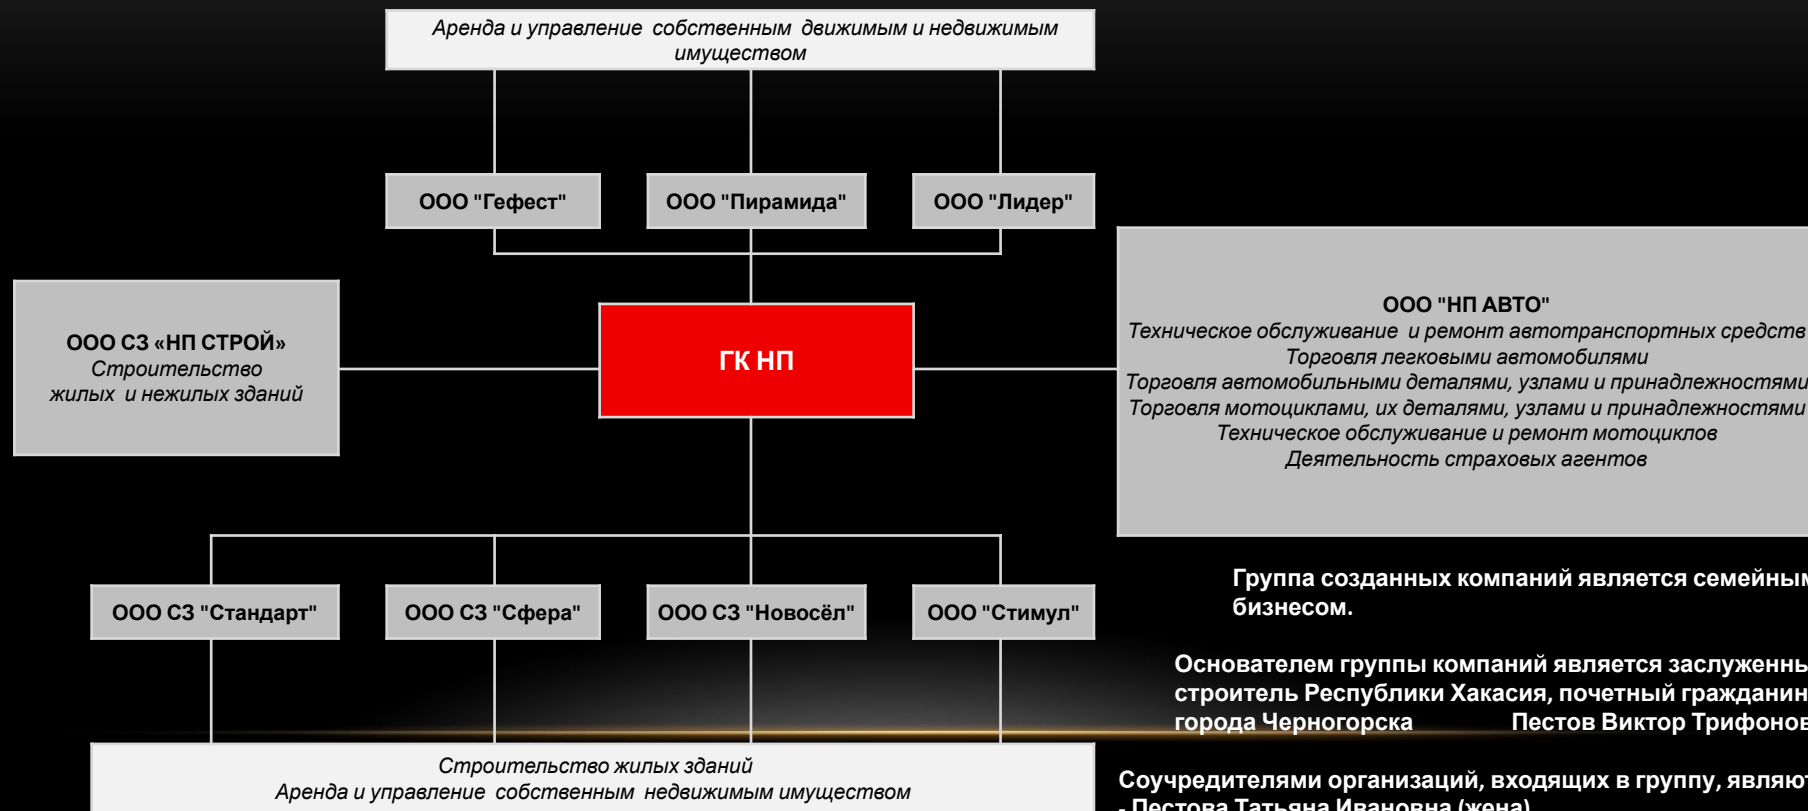 Аренда и управление собственным движимым и недвижимым
имуществом
ООО "Гефест"
ООО "Пирамида"
ООО "Лидер"
ООО СЗ «НП СТРОЙ»
Строительство
жилых и нежилых зданий
ГК НП
ООО "НП АВТО"
Техническое обслуживание и ремонт автотранспортных средств
Торговля легковыми автомобилями
Торговля автомобильными деталями, узлами и принадлежностями
Торговля мотоциклами, их деталями, узлами и принадлежностями
Техническое обслуживание и ремонт мотоциклов
Деятельность страховых агентов
ООО СЗ "Стандарт"
ООО СЗ "Сфера"
ООО СЗ "Новосёл"
ООО "Стимул"
Строительство жилых зданий
Аренда и управление собственным недвижимым имуществом
Группа созданных компаний является семейным
бизнесом.
Основателем группы компаний является
строитель Республики Хакасия, почетный гражданин
города Черногорска Пестов Виктор
Соучредителями организаций, входящих в группу,
- Пестова Татьяна Ивановна (жена)